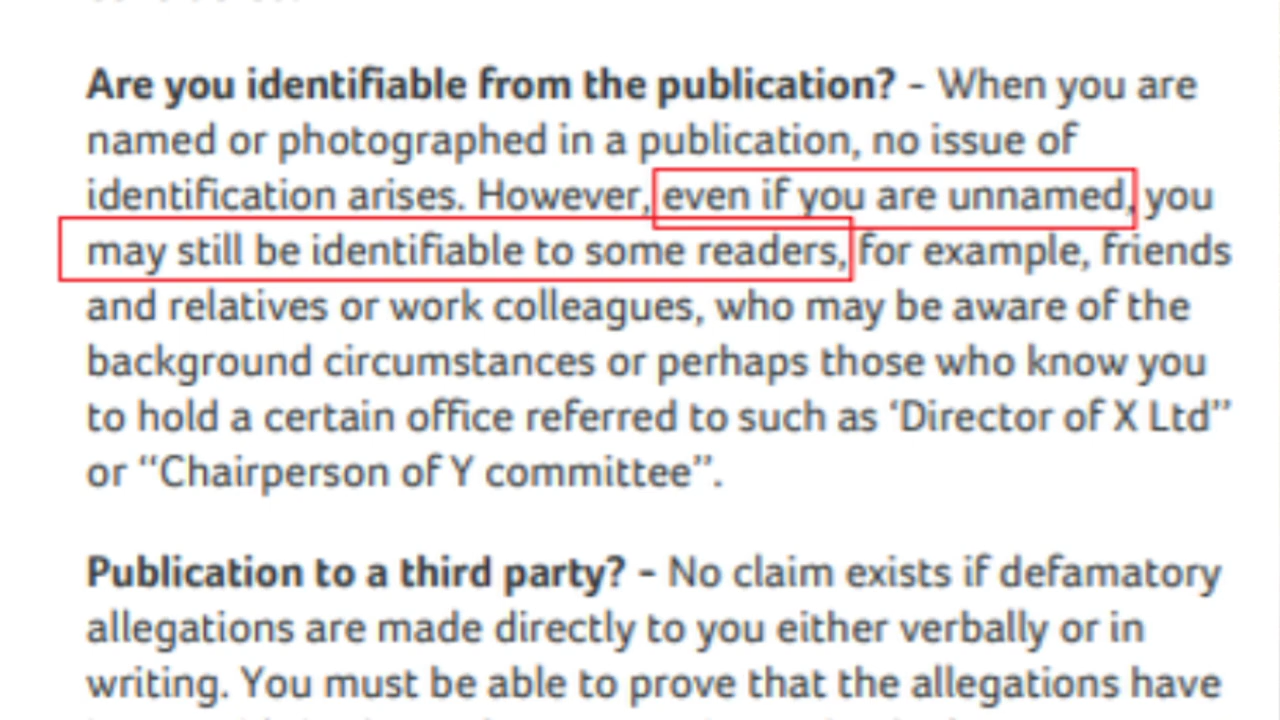 Are you identifiable from the publication? – When you are
named or photographed in a publication, no issue of
identification arises. However, even if you are unnamed, you
may still be identifiable to some readers, for example, friends
and relatives or work colleagues, who may be aware of the
background circumstances or perhaps those who know you
to hold a certain office referred to such as ‘Director of X Ltd”
or “Chairperson of Y committee”.
Publication to a third party? – No claim exists if defamatory
allegations are made directly to you either verbally or in
writing. You must be able to prove that the allegations have